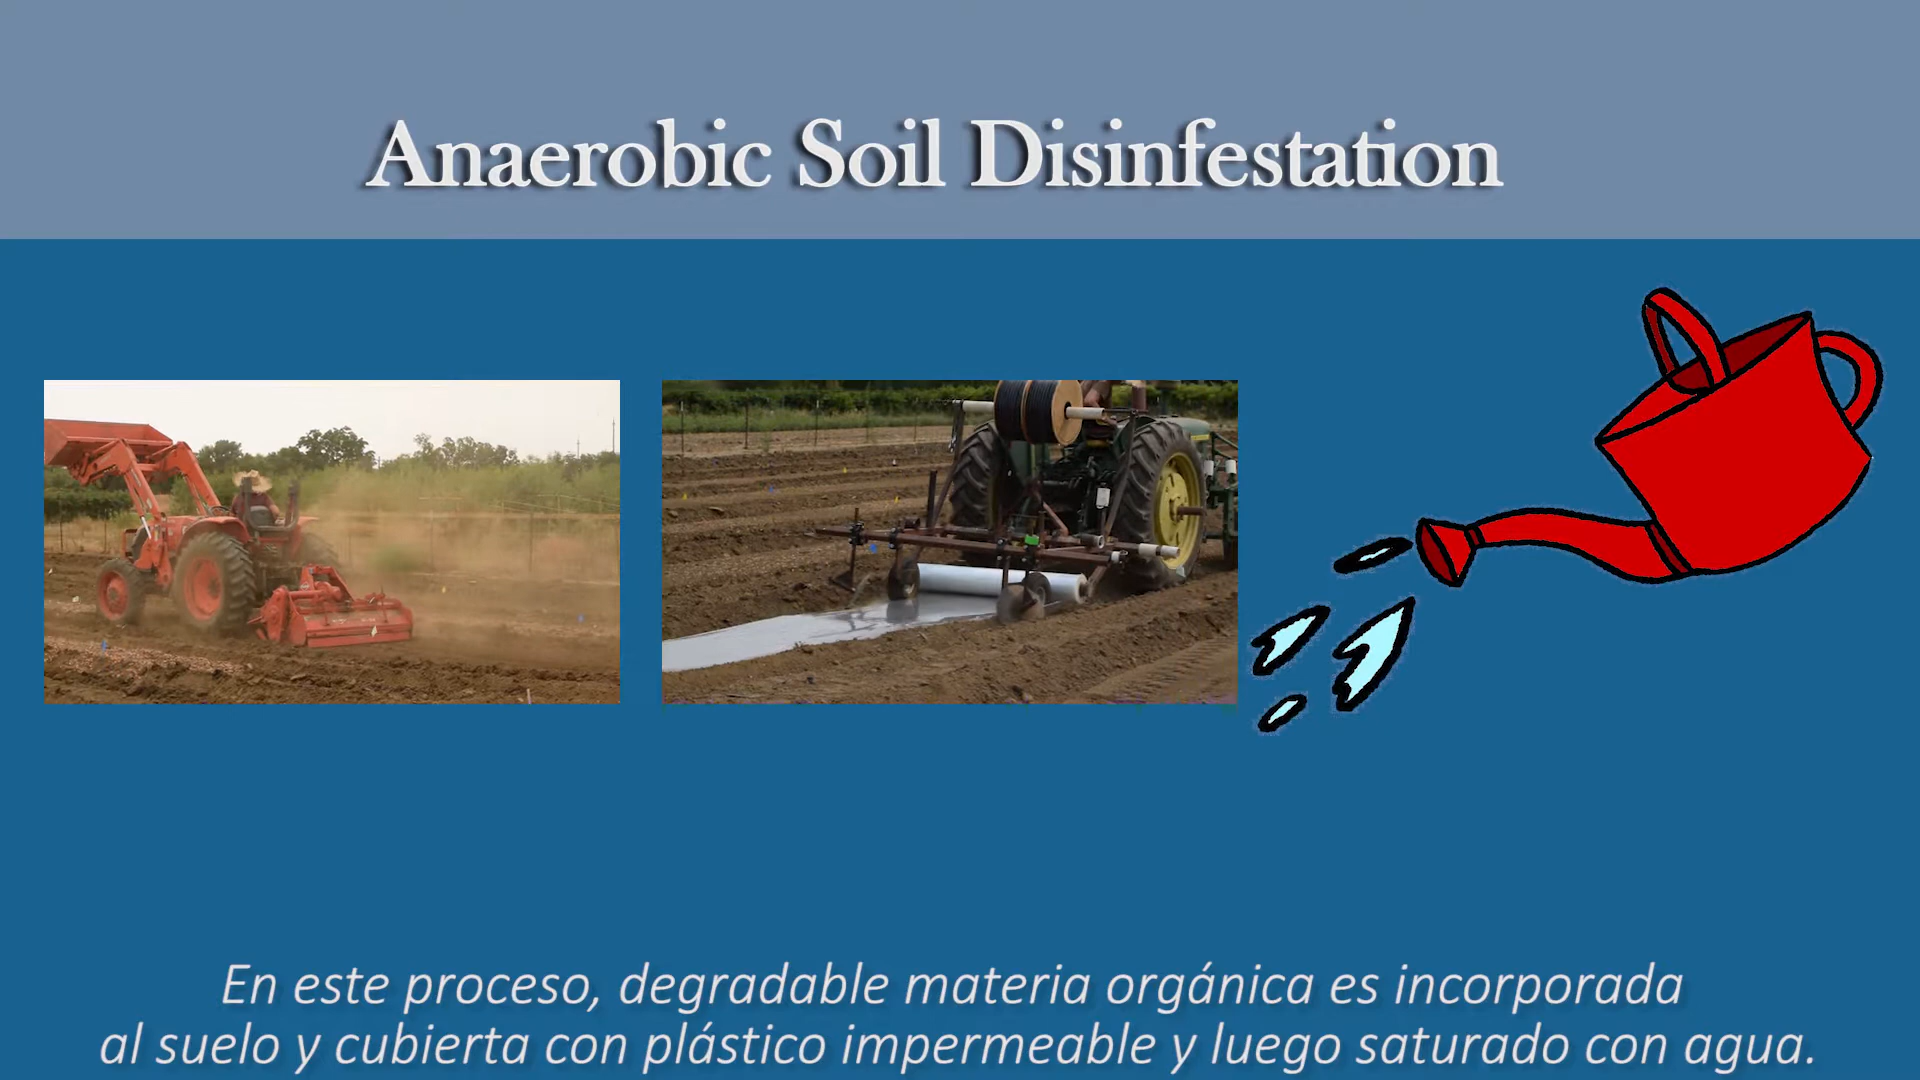 Anaerobic Soil Disinfestation
En este proceso, degradable materia orgánica es incorporada
al suelo y cubierta con plástico impermeable y luego saturado con agua.